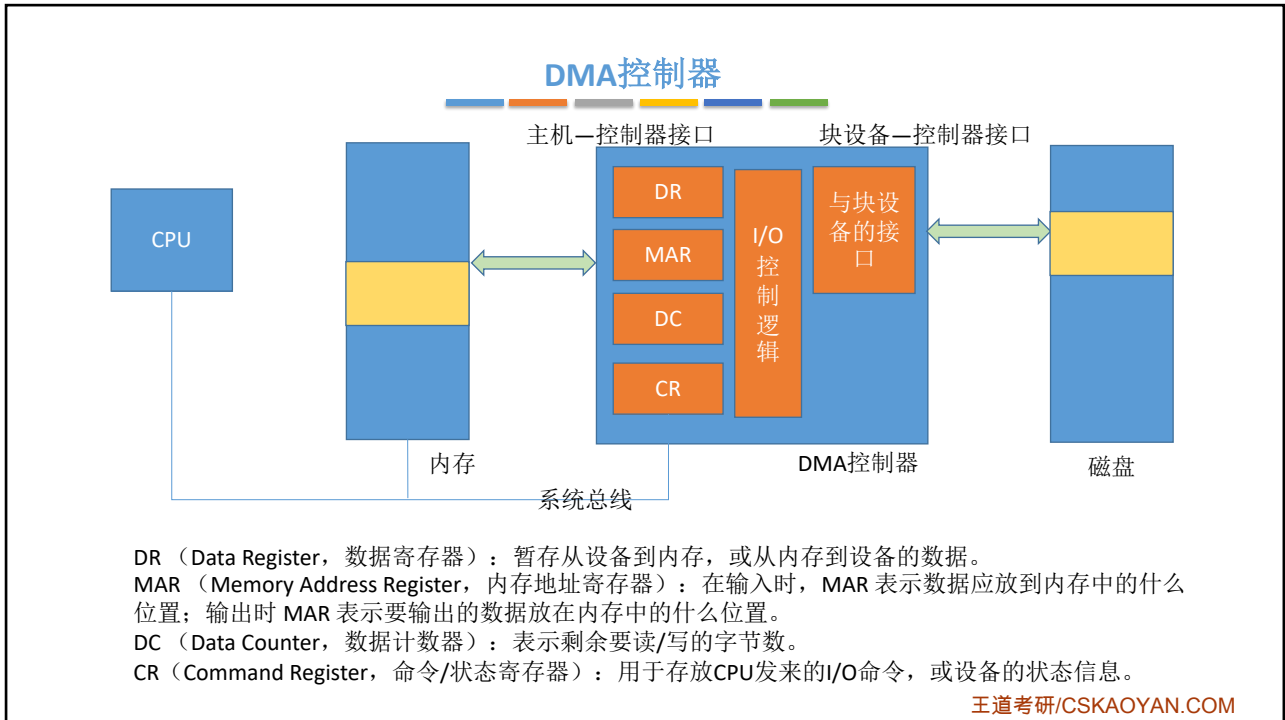 DMA控制器
主机—控制器接口
块设备—控制器接口
CPU
DR
MAR
DC
CR
I/O
控
制
逻
辑
与块设
备的接
口
内存
DMA控制器
磁盘
系统总线
DR （Data Register，数据寄存器）：暂存从设备到内存，或从内存到设备的数据。
MAR （Memory Address Register，内存地址寄存器）：在输入时，MAR 表示数据应放到内存中的什么
位置；输出时 MAR 表示要输出的数据放在内存中的什么位置。
DC （Data Counter，数据计数器）：表示剩余要读/写的字节数。
CR（Command Register，命令/状态寄存器）：用于存放CPU发来的I/O命令，或设备的状态信息。
王道考研/CSKAOYAN.COM